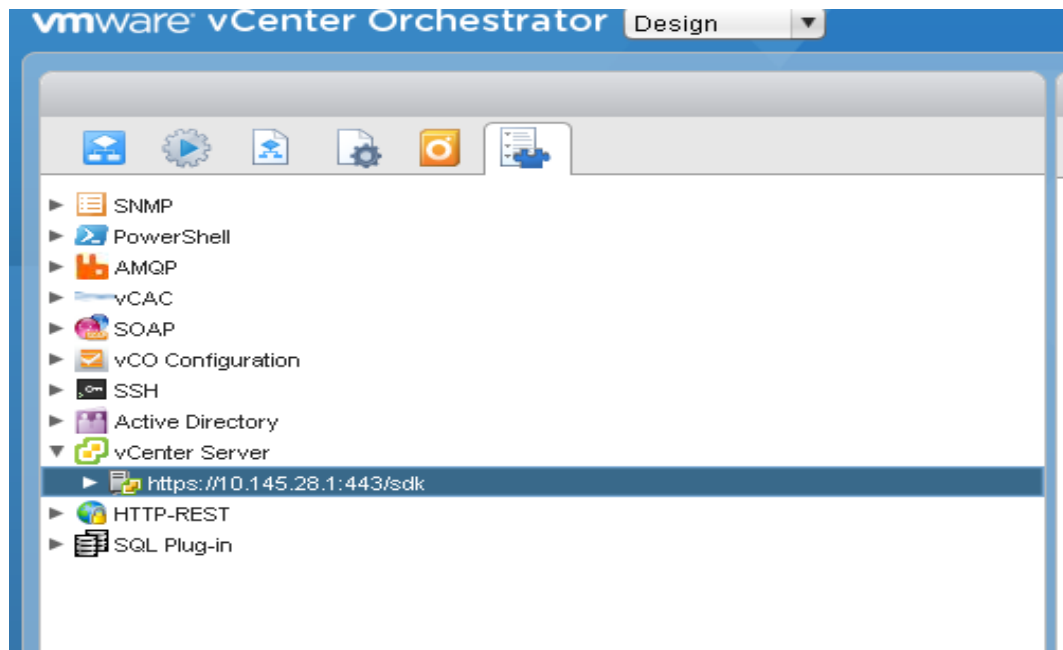 vmware vCenter Orchestrator Design
SNMP
PowerShell
AMQP
vCAC
SOAP
vCO Configuration
SSH
Active Directory
vCenter Server
https://10.145.28.1:443/sdk
HTTP-REST
SQL Plug-in